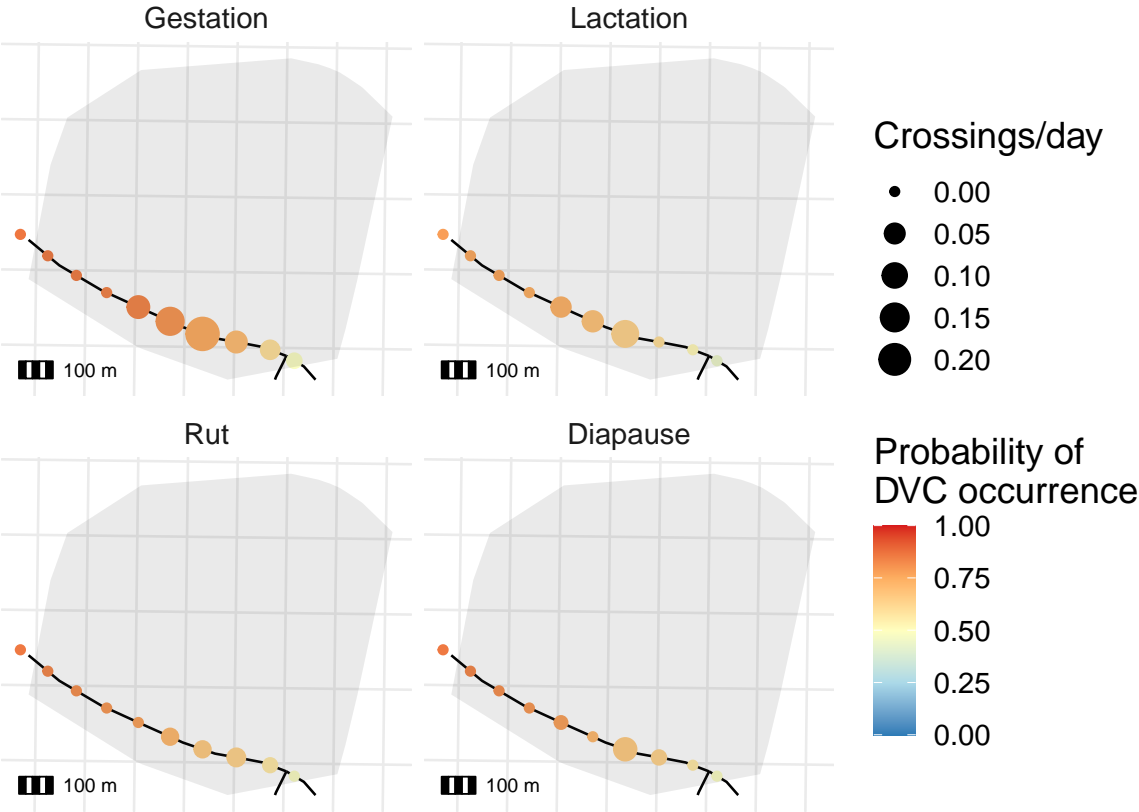 Gestation
Lactation
100 m
100 m
Rut
Diapause
100 m
100 m
Crossings/day
0.00
0.05
0.10
0.15
0.20
Probability of
DVC occurrence
1.00
0.75
0.50
0.25
0.00